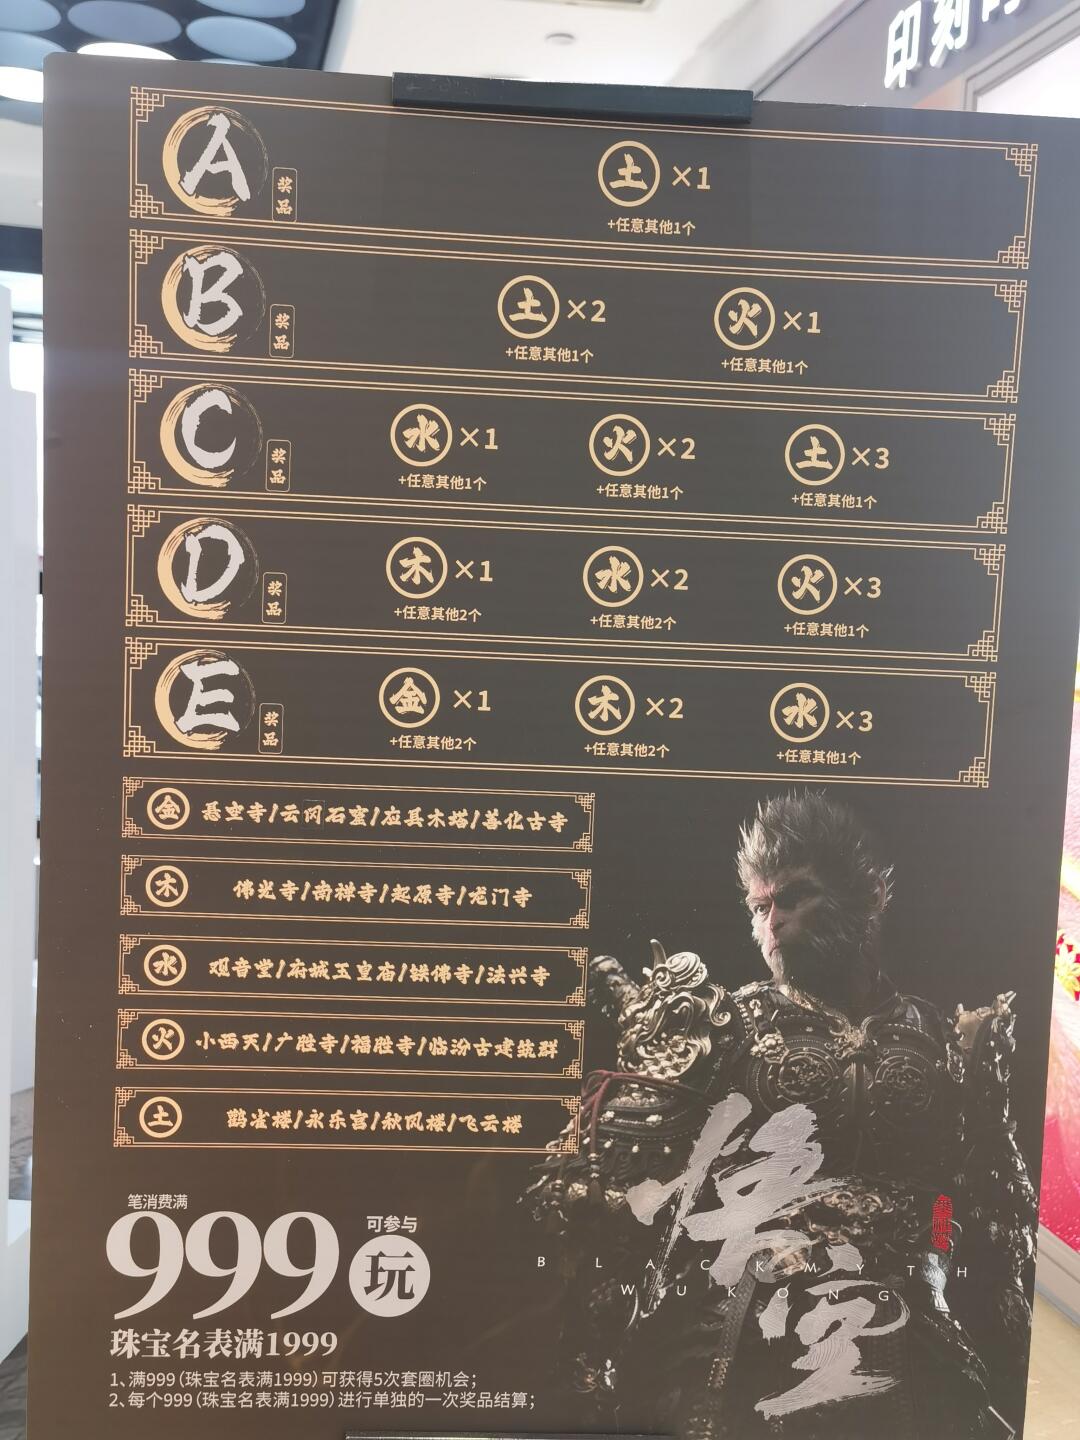 印刻
A 奖品
土×1
+任意其他1个
B 奖品
土×2 火×1
+任意其他1个 +任意其他1个
C 奖品
水×1 火×2 土×3
+任意其他1个 +任意其他1个 +任意其他1个
D 奖品
木×1 水×2 火×3
+任意其他2个 +任意其他2个 +任意其他1个
E 奖品
金×1 木×2 水×3
+任意其他2个 +任意其他2个 +任意其他1个
金 悬空寺/云冈石窟/应县木塔/善化古寺
木 佛光寺/南禅寺/起原寺/龙门寺
水 观音堂/府城玉皇庙/铁佛寺/法兴寺
火 小西天/广胜寺/福胜寺/临汾古建筑群
土 鹳雀楼/永乐宫/秋风楼/飞云楼
笔消费满
999 可参与
玩
珠宝名表满1999
1、满999(珠宝名表满1999)可获得5次套圈机会；
2、每个999(珠宝名表满1999)进行单独的一次奖品结算；
悟空
BLACK MYTH
WUKONG